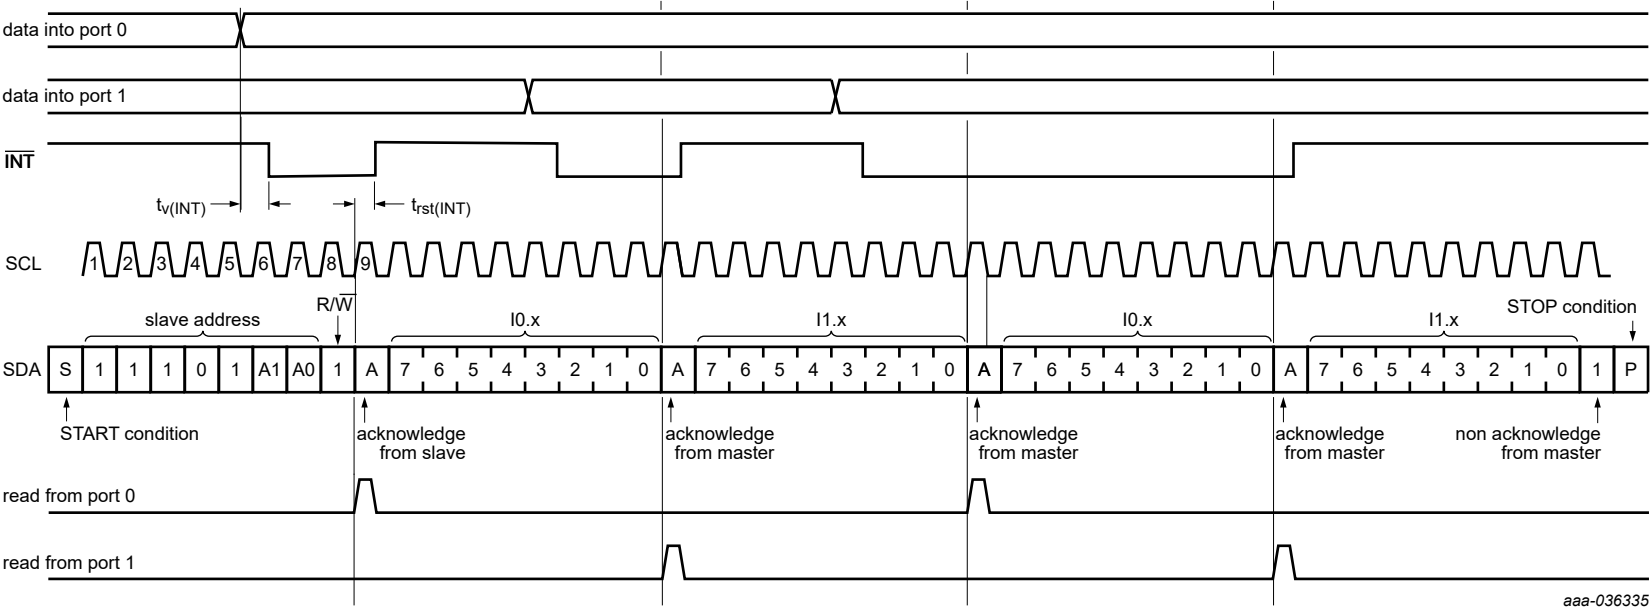 data into port 0
data into port 1
INT
tv(INT)
trst(INT)
SCL
1 2 3 4 5 6 7 8 9
R/W
STOP condition
slave address I0.x I1.x I0.x I1.x
SDA S 1 1 1 0 1 A1 A0 1 A 7 6 5 4 3 2 1 0 A 7 6 5 4 3 2 1 0 A 7 6 5 4 3 2 1 0 A 7 6 5 4 3 2 1 0 1 P
START condition
acknowledge
from slave
acknowledge
from master
acknowledge
from master
acknowledge
from master
non acknowledge
from master
read from port 0
read from port 1
aaa-036335